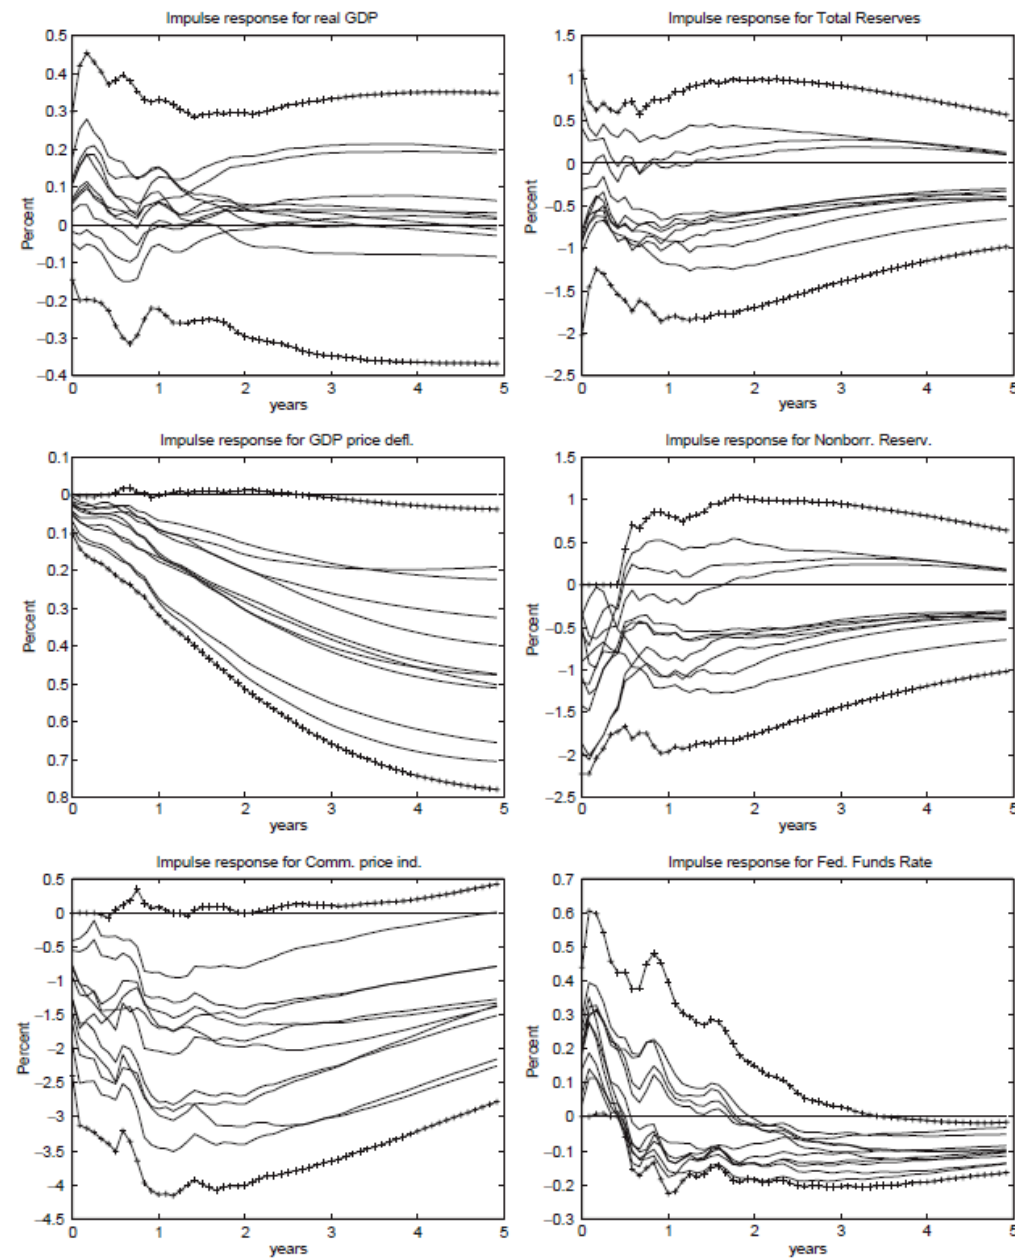 Impulse response for real GDP
0.5
0.4
0.3
0.2
0.1
0
−0.1
−0.2
−0.3
−0.4
Percent
0 1 2 3 4 5
years
Impulse response for Total Reserves
1.5
1
0.5
0
−0.5
−1
−1.5
−2
−2.5
Percent
0 1 2 3 4 5
years
Impulse response for GDP price defl.
0.1
0
0.1
0.2
0.3
0.4
0.5
0.6
0.7
0.8
Percent
0 1 2 3 4 5
years
Impulse response for Nonborr. Reserv.
1.5
1
0.5
0
−0.5
−1
−1.5
−2
−2.5
Percent
0 1 2 3 4 5
years
Impulse response for Comm. price ind.
0.5
0
−0.5
−1
−1.5
−2
−2.5
−3
−3.5
−4
−4.5
Percent
0 1 2 3 4 5
years
Impulse response for Fed. Funds Rate
0.7
0.6
0.5
0.4
0.3
0.2
0.1
0
−0.1
−0.2
−0.3
Percent
0 1 2 3 4 5
years